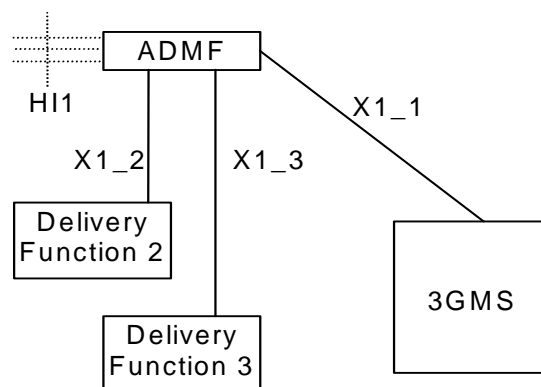 ADMF
HI1
X1_1
X1_2
X1_3
Delivery
Function 2
3GMS
Delivery
Function 3